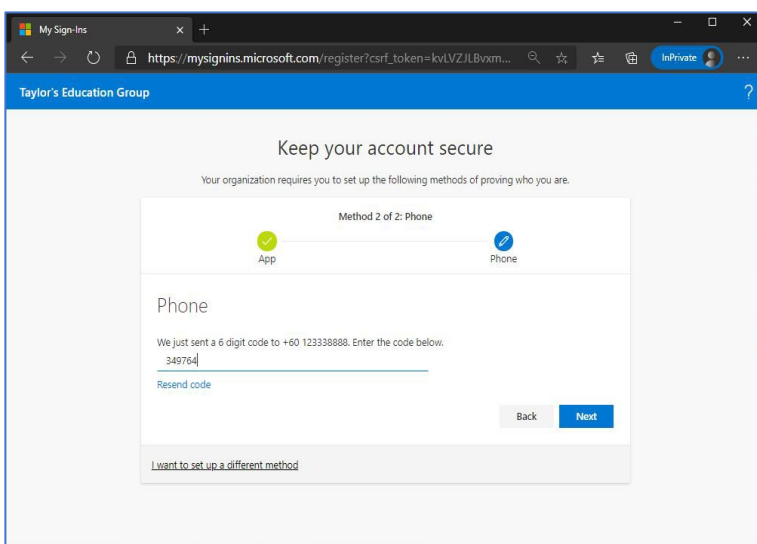 My Sign-Ins
https://mysignins.microsoft.com/register?csrf_token=kvLVZJLBvxm...
InPrivate
Taylor's Education Group
?
Keep your account secure
Your organization requires you to set up the following methods of proving who you are.
Method 2 of 2: Phone
App
Phone
Phone
We just sent a 6 digit code to +60 123338888. Enter the code below.
349764
Resend code
Back
Next
I want to set up a different method